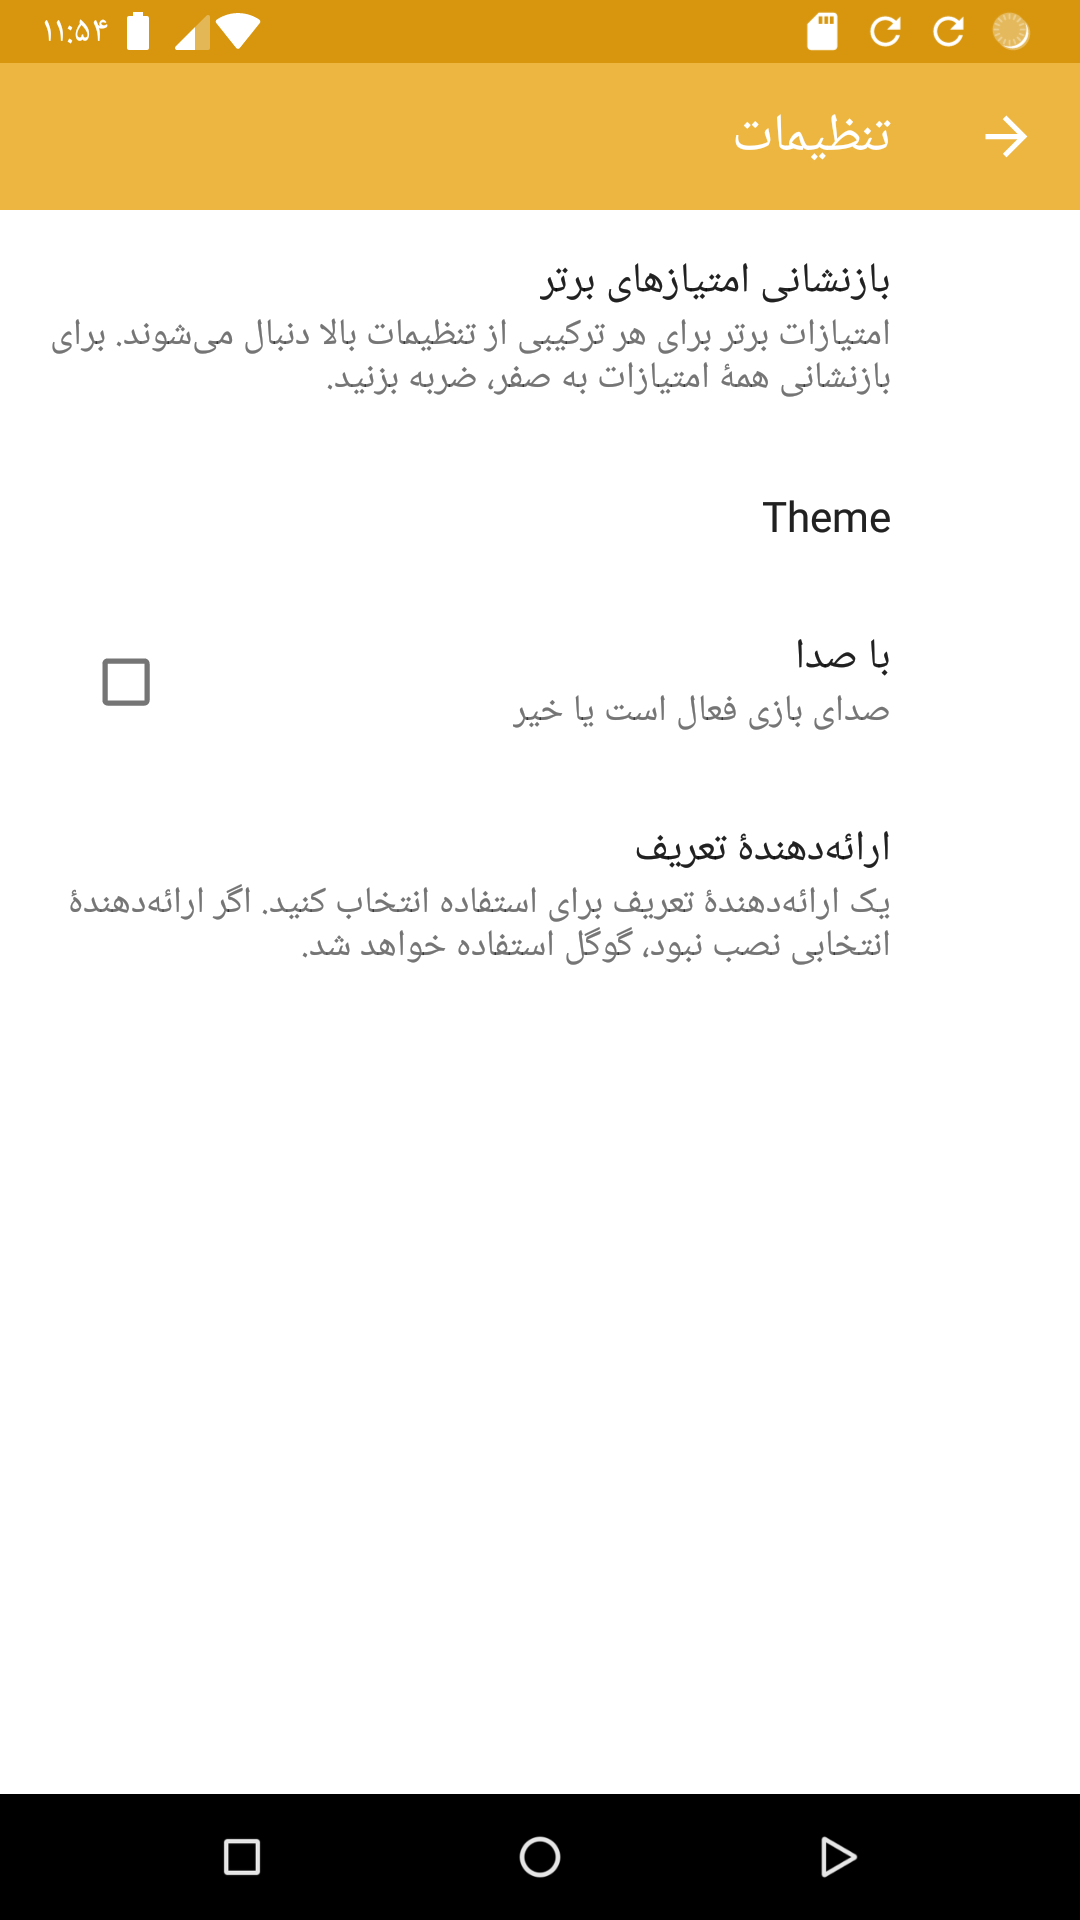 ۱۱:۵۴
تنظیمات
بازنشانی امتیازهای برتر
امتیازات برتر برای هر ترکیبی از تنظیمات بالا دنبال می‌شوند. برای
بازنشانی همهٔ امتیازات به صفر، ضربه بزنید.
Theme
با صدا
صدای بازی فعال است یا خیر
ارائه‌دهندهٔ تعریف
یک ارائه‌دهندهٔ تعریف برای استفاده انتخاب کنید. اگر ارائه‌دهندهٔ
انتخابی نصب نبود، گوگل استفاده خواهد شد.